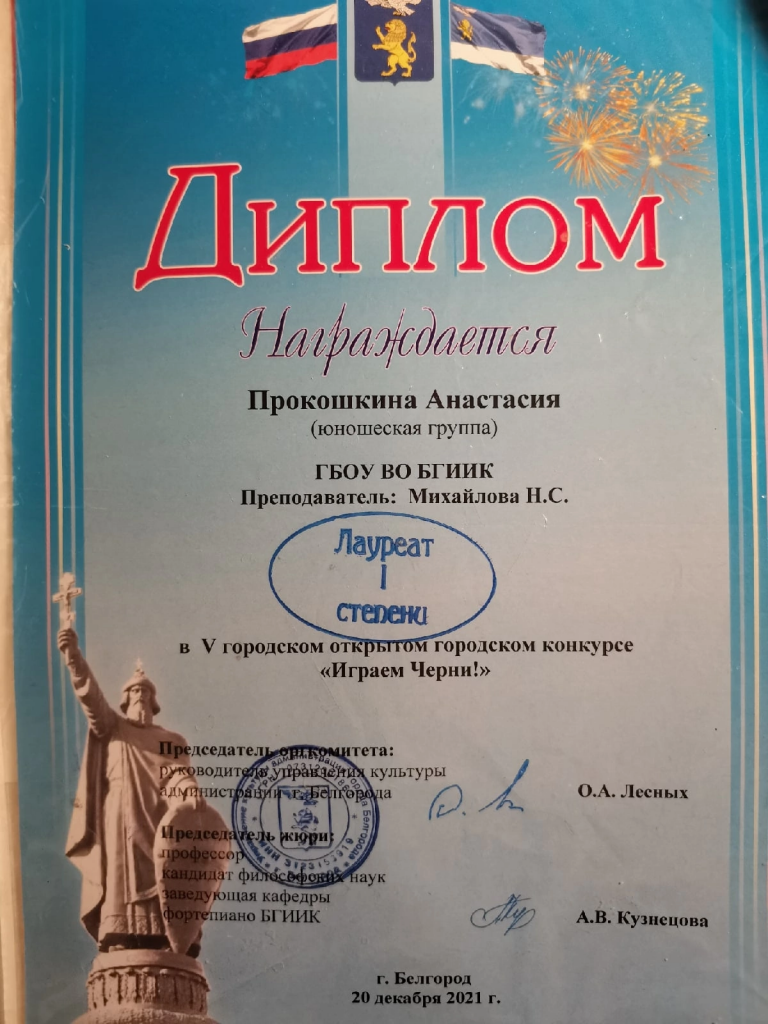 Диплом
Награждается
Прокошкина Анастасия
(юношеская группа)
ГБОУ ВО БГИИК
Преподаватель: Михайлова Н.С.
Лауреат
I
степени
в V городском открытом городском конкурсе
«Играем Черни!»
Председатель оргкомитета:
руководитель управления культуры
администрации г. Белгорода
О.А. Лесных
Председатель жюри:
профессор
кандидат философских наук
заведующая кафедры
фортепиано БГИИК
А.В. Кузнецова
г. Белгород
20 декабря 2021 г.